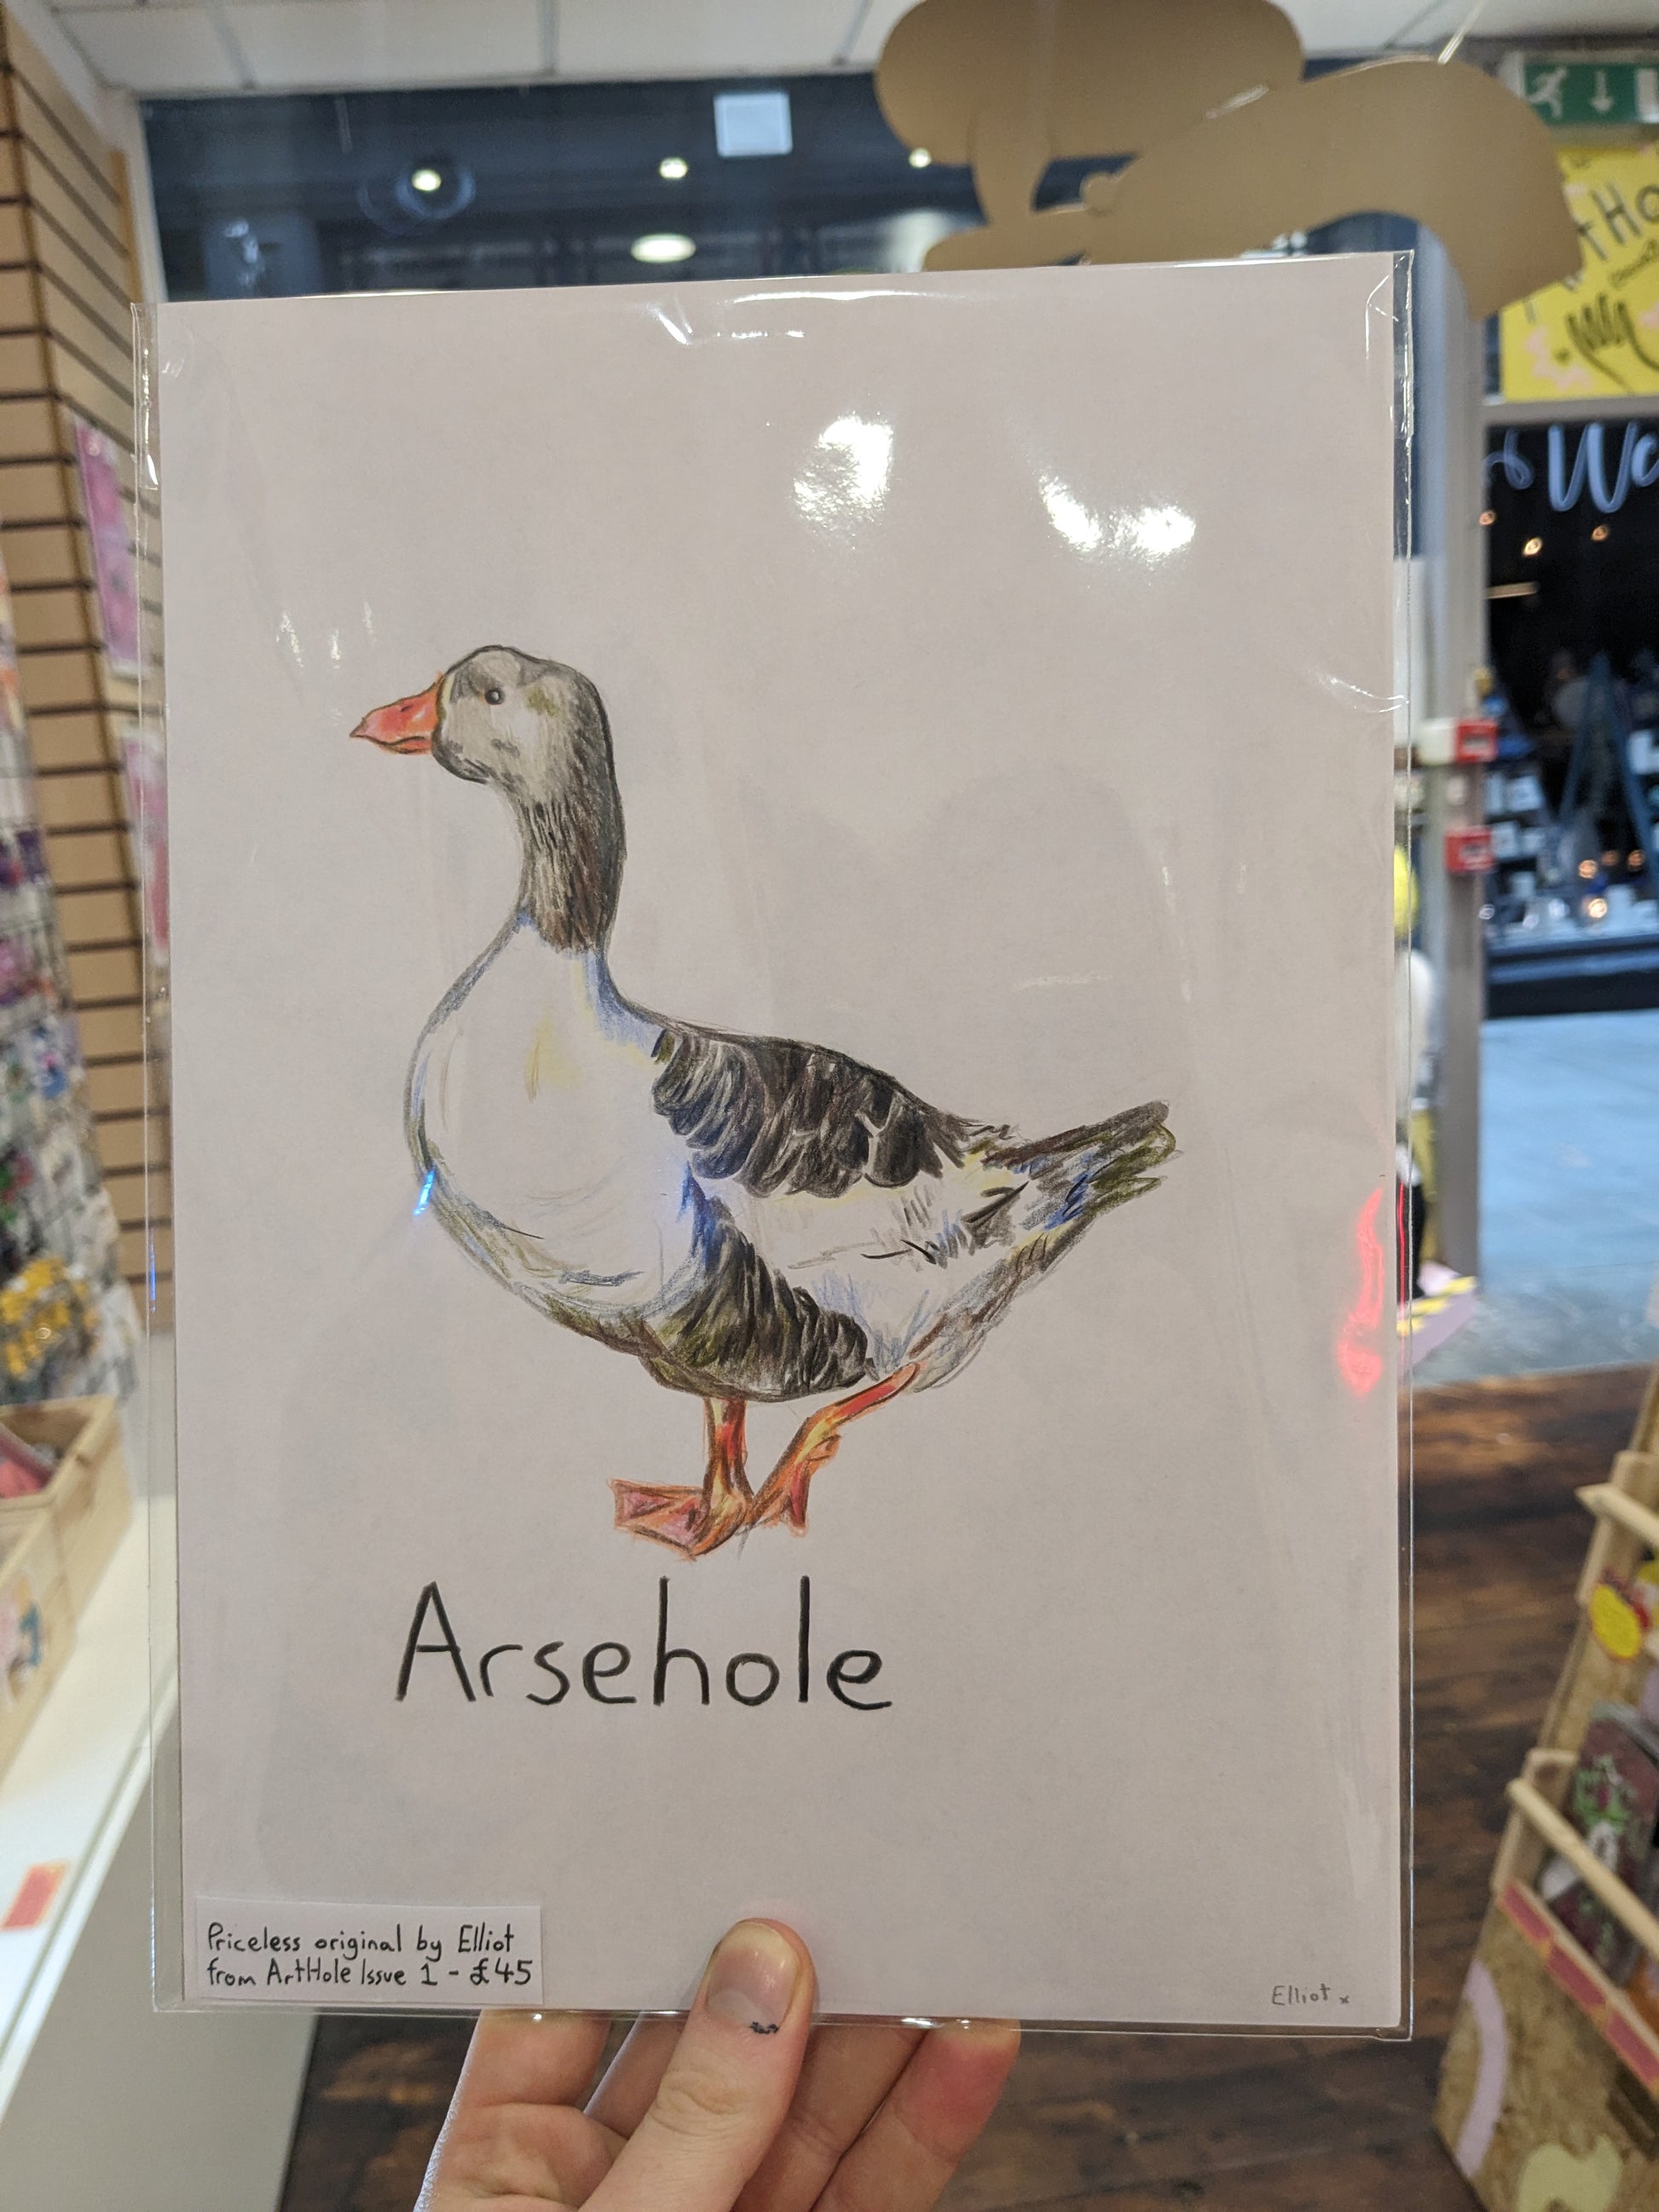 Arsehole
Priceless original by Elliot
from ArtHole Issue 1 - £45
Elliot x